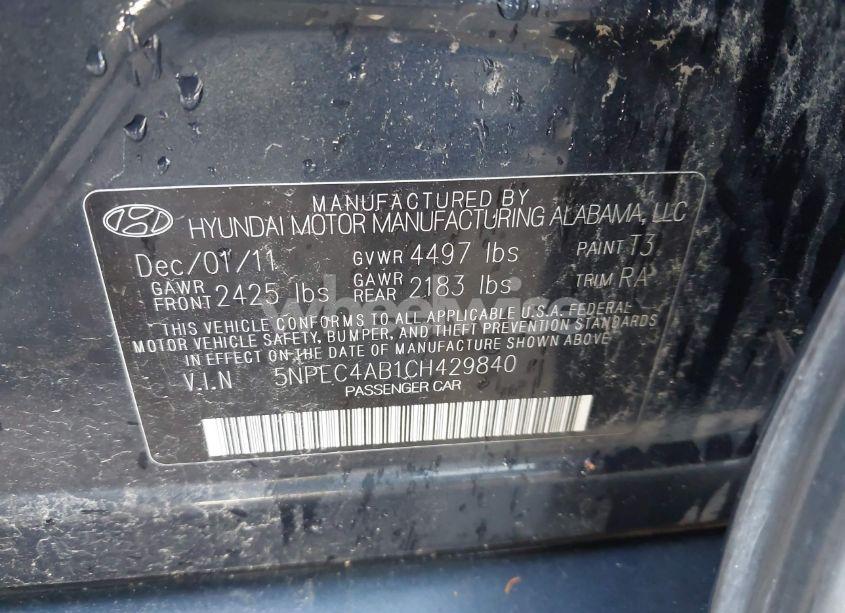 MANUFACTURED BY
HYUNDAI MOTOR MANUFACTURING ALABAMA, LLC
Dec/01/11 GVWR 4497 lbs PAINT T3
GAWR FRONT 2425 lbs GAWR REAR 2183 lbs TRIM RA
THIS VEHICLE CONFORMS TO ALL APPLICABLE U.S.A. FEDERAL
MOTOR VEHICLE SAFETY, BUMPER, AND THEFT PREVENTION STANDARDS
IN EFFECT ON THE DATE OF MANUFACTURE SHOWN ABOVE
V.I.N 5NPEC4AB1CH429840
PASSENGER CAR
wheelwise